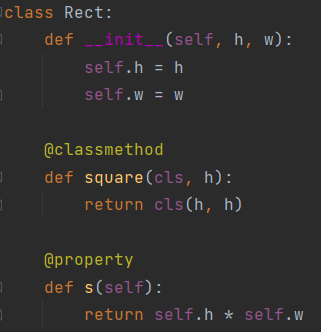 class Rect:
    def __init__(self, h, w):
        self.h = h
        self.w = w

    @classmethod
    def square(cls, h):
        return cls(h, h)

    @property
    def s(self):
        return self.h * self.w